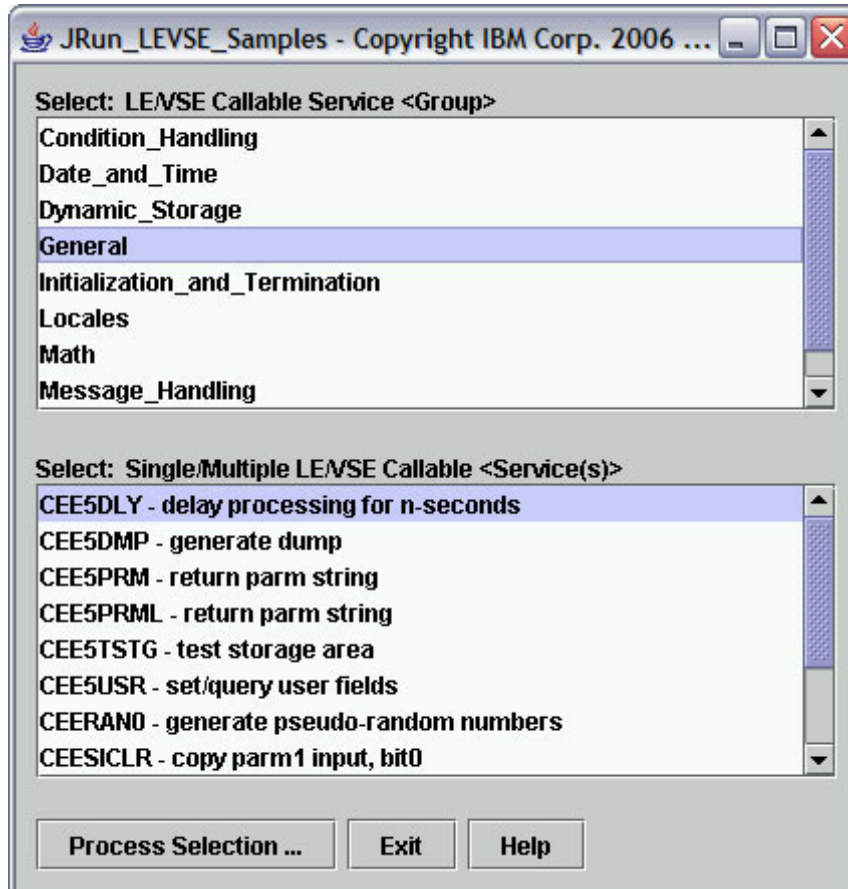 JRun_LEVSE_Samples - Copyright IBM Corp. 2006 ...
Select: LE/VSE Callable Service <Group>
Condition_Handling
Date_and_Time
Dynamic_Storage
General
Initialization_and_Termination
Locales
Math
Message_Handling
Select: Single/Multiple LE/VSE Callable <Service(s)>
CEE5DLY - delay processing for n-seconds
CEE5DMP - generate dump
CEE5PRM - return parm string
CEE5PRML - return parm string
CEE5TSTG - test storage area
CEE5USR - set/query user fields
CEERAN0 - generate pseudo-random numbers
CEESICLR - copy parm1 input, bit0
Process Selection ... Exit Help